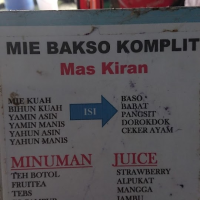 MIE BAKSO KOMPLIT
Mas Kiran
MIE KUAH
BIHUN KUAH
YAMIN ASIN
YAMIN MANIS
YAHUN ASIN
YAHUN MANIS
ISI
BASO
BABAT
PANGSIT
DOROKDOK
CEKER AYAM
MINUMAN
TEH BOTOL
FRUITEA
TEBS
JUICE
STRAWBERRY
ALPUKAT
MANGGA
JAMBU